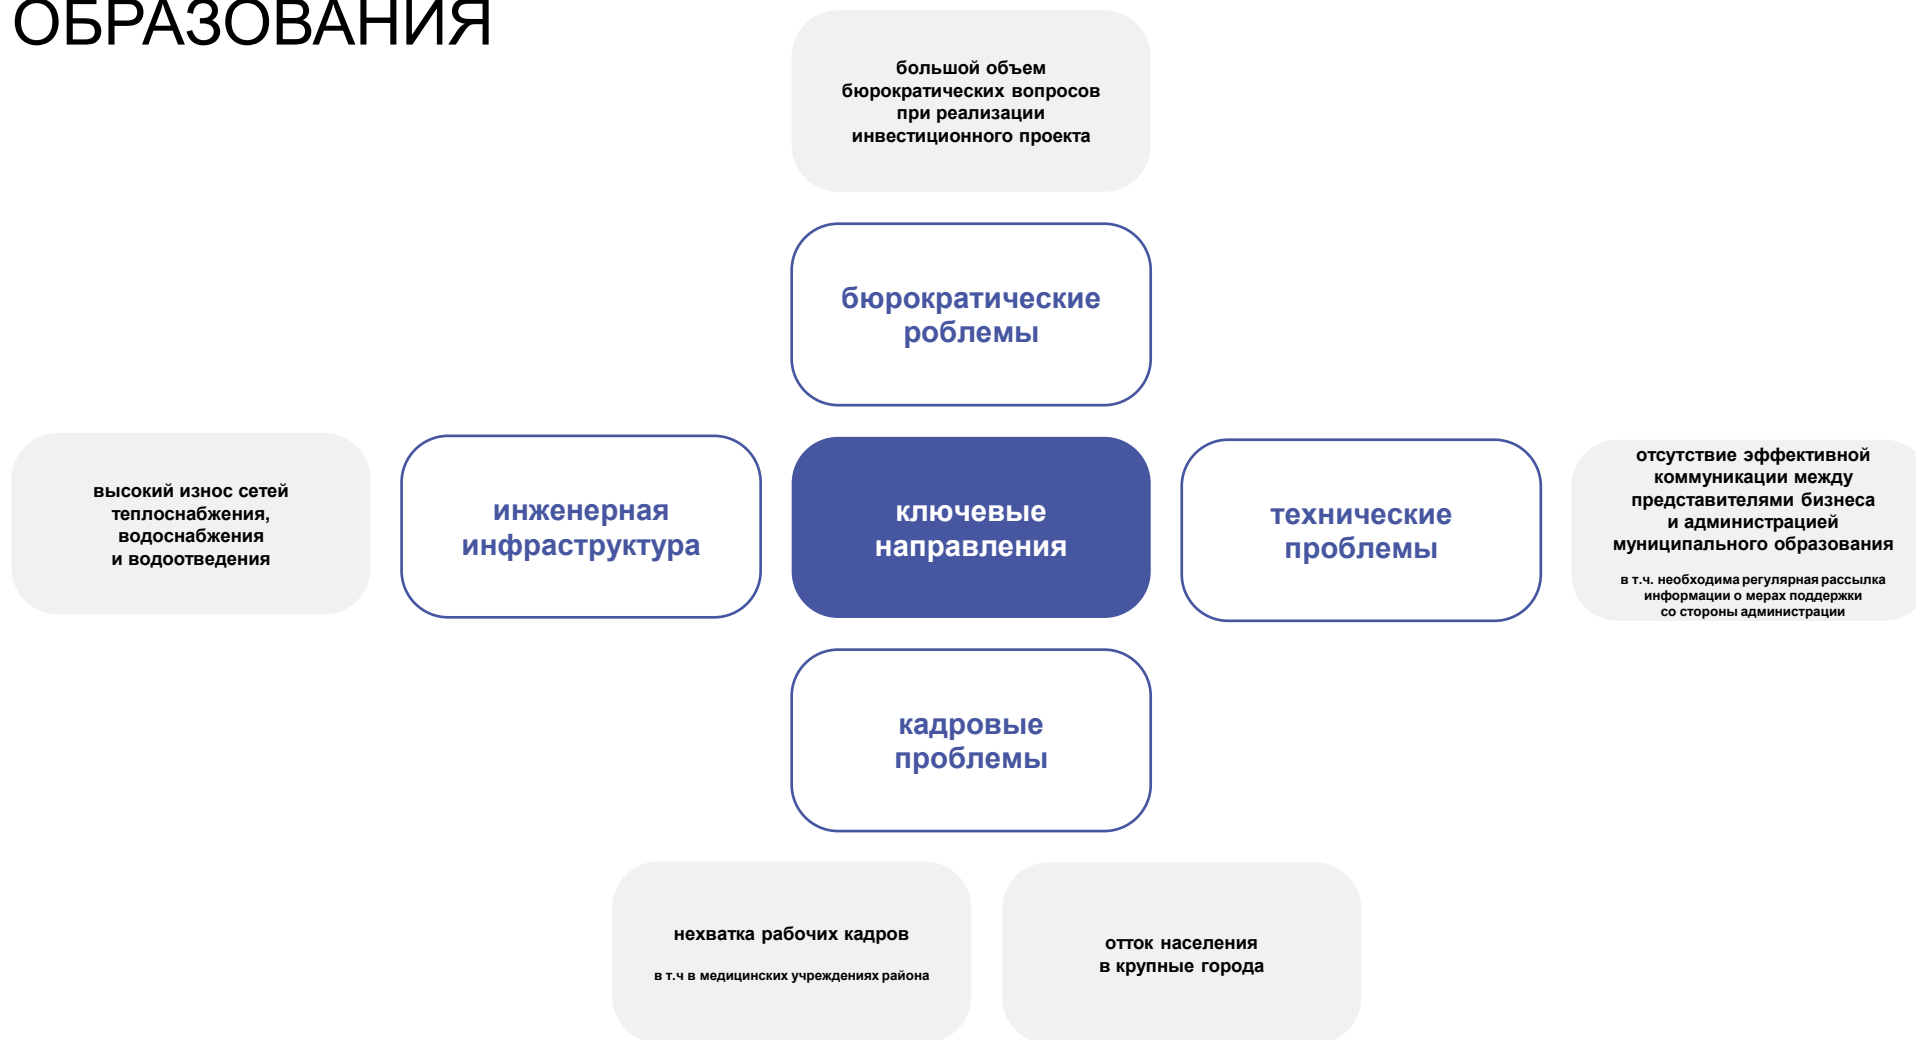 ОБРАЗОВАНИЯ
большой объем
бюрократических вопросов
при реализации
инвестиционного проекта
бюрократические
роблемы
высокий износ сетей
теплоснабжения,
водоснабжения
и водоотведения
инженерная
инфраструктура
ключевые
направления
технические
проблемы
отсутствие эффективной
коммуникации между
представителями бизнеса
и администрацией
муниципального образования
в т.ч. необходима регулярная рассылка
информации о мерах поддержки
со стороны администрации
кадровые
проблемы
нехватка рабочих кадров
в т.ч в медицинских учреждениях района
отток населения
в крупные города